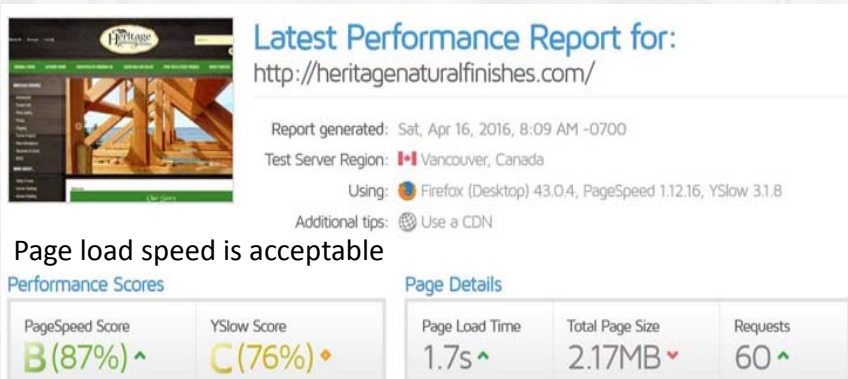 Heritage
Latest Performance Report for:
http://heritagenaturalfinishes.com/
Report generated: Sat, Apr 16, 2016, 8:09 AM -0700
Test Server Region: Vancouver, Canada
Using: Firefox (Desktop) 43.0.4, PageSpeed 1.12.16, YSlow 3.1.8
Additional tips: Use a CDN
Our Story
Page load speed is acceptable
Performance Scores
Page Details
PageSpeed Score
YSlow Score
Page Load Time
Total Page Size
Requests
B (87%)
C (76%)
1.7s
2.17MB
60